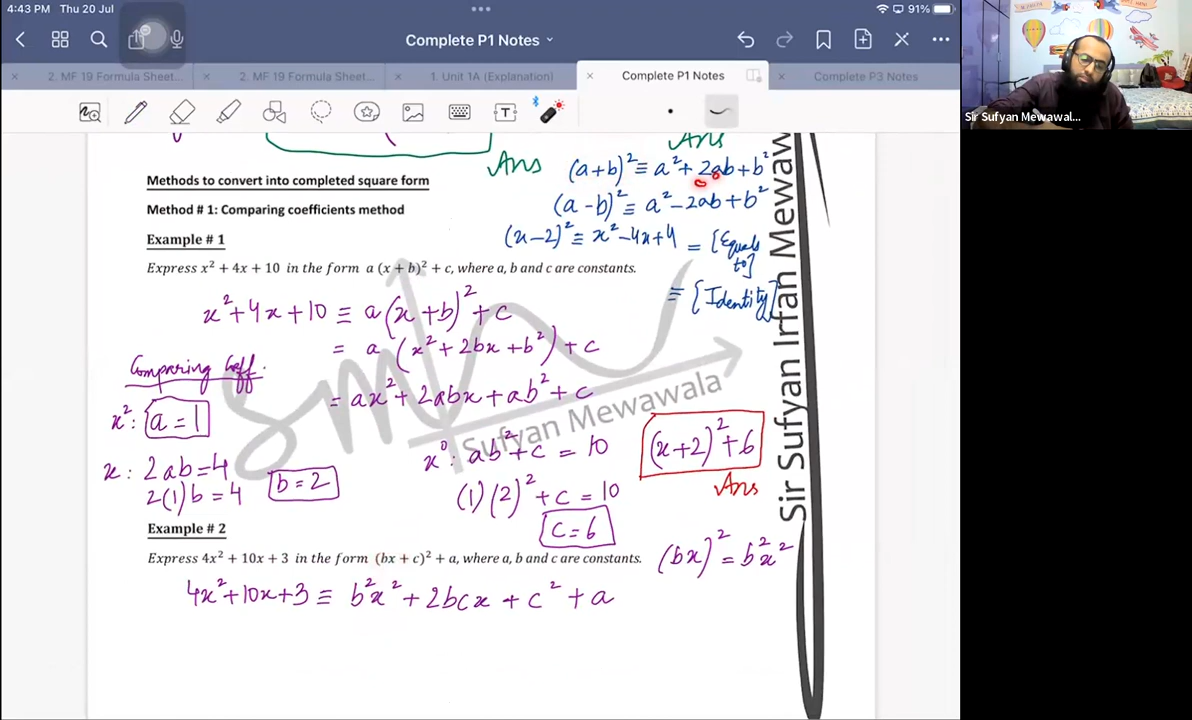 4:43 PM Thu 20 Jul
91%
Complete P1 Notes
2. MF 19 Formula Sheet...
2. MF 19 Formula Sheet...
1. Unit 1A (Explanation)
Complete P1 Notes
Complete P3 Notes
Sir Sufyan Mewawal...
Ans
Ans
(a+b)² ≡ a² + 2ab + b²
Methods to convert into completed square form
(a-b)² ≡ a² - 2ab + b²
Method # 1: Comparing coefficients method
(x-2)² ≡ x² - 4x + 4
= [Equals to]
Example # 1
Express x² + 4x + 10 in the form a (x + b)² + c, where a, b and c are constants.
≡ [Identity]
x² + 4x + 10 ≡ a(x + b)² + c
= a (x² + 2bx + b²) + c
Comparing Coeff.
= ax² + 2abx + ab² + c
x² : a = 1
x : 2ab = 4
2(1)b = 4
b = 2
x⁰ : ab² + c = 10
(1)(2)² + c = 10
c = 6
(x+2)² + 6
Ans
Example # 2
Express 4x² + 10x + 3 in the form (bx + c)² + a, where a, b and c are constants.
(bx)² = b²x²
4x² + 10x + 3 ≡ b²x² + 2bcx + c² + a
smh
Sufyan Mewawala
Sir Sufyan Irfan Mewaw